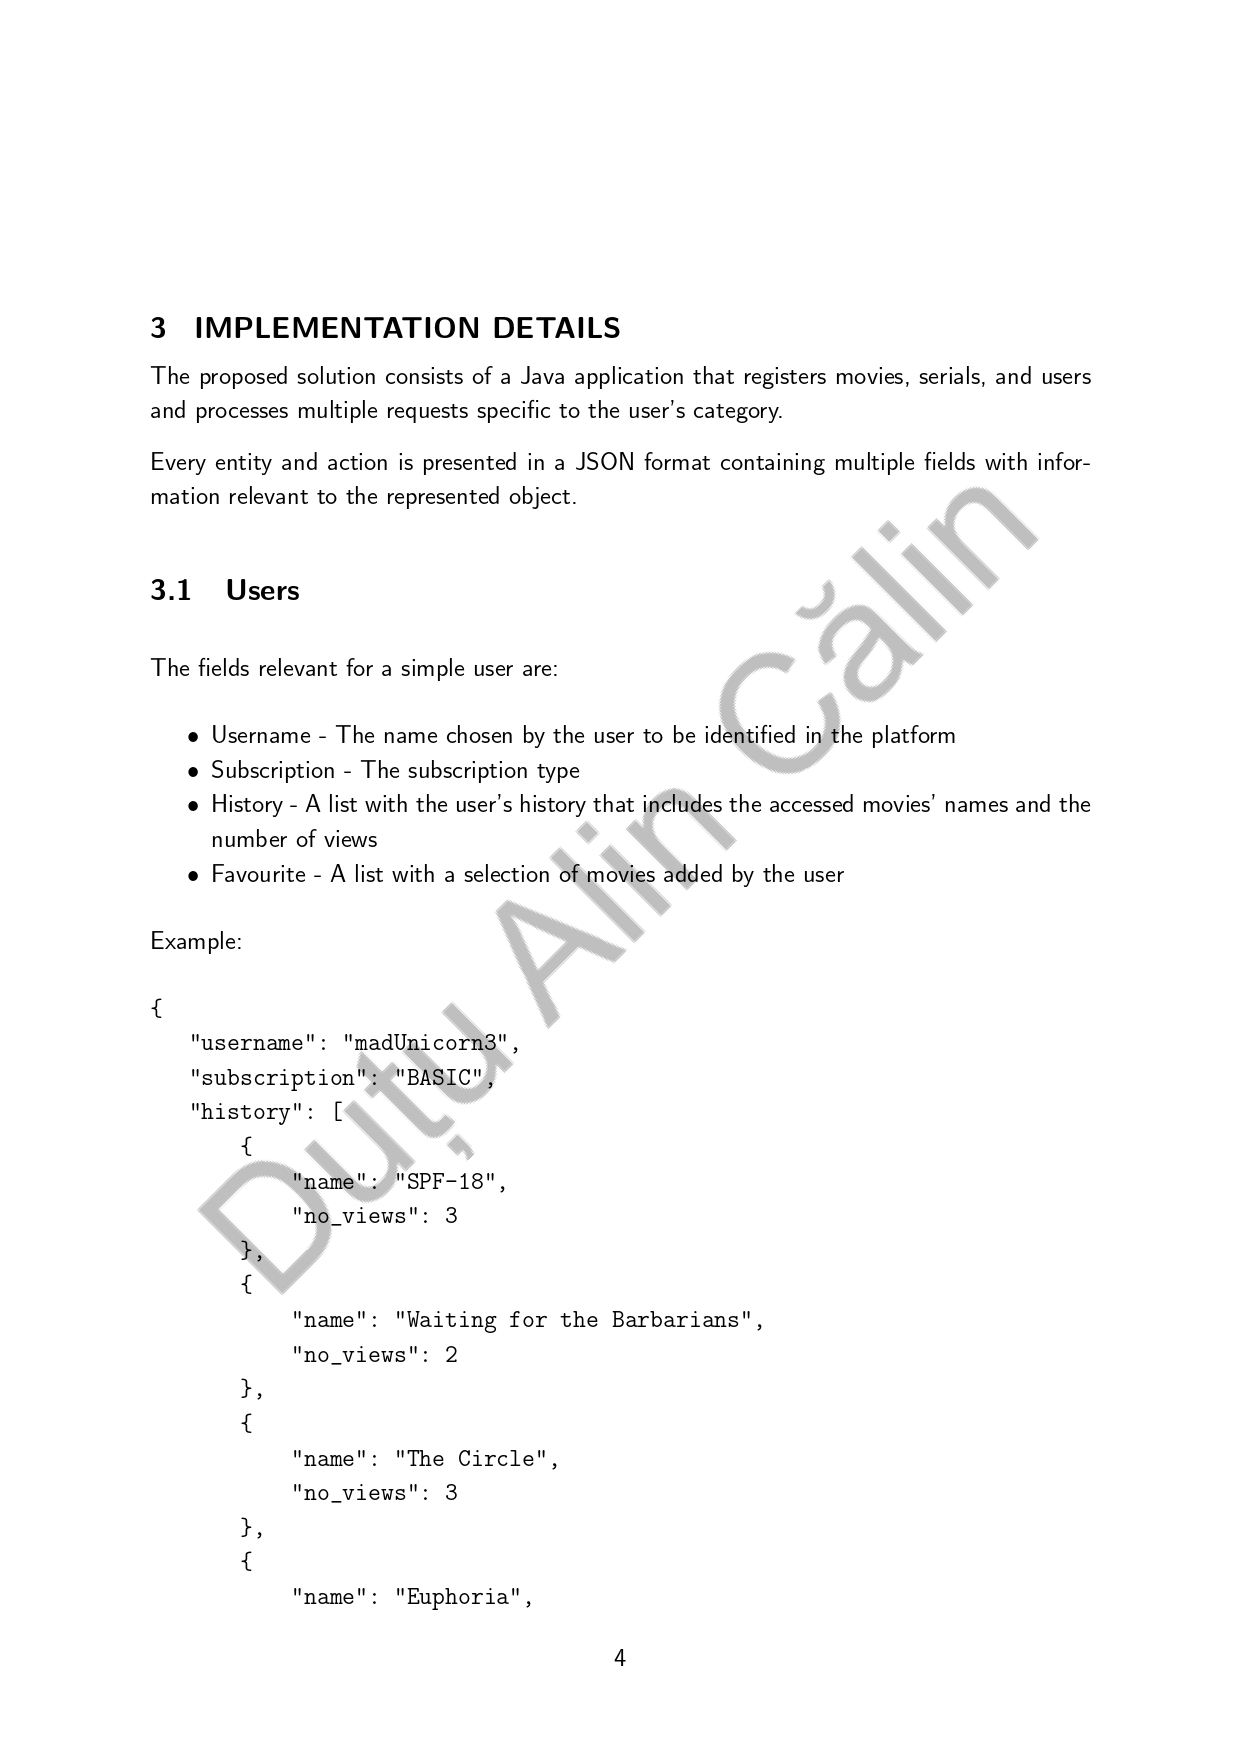 3 IMPLEMENTATION DETAILS
The proposed solution consists of a Java application that registers movies, serials, and users
and processes multiple requests specific to the user's category.
Every entity and action is presented in a JSON format containing multiple fields with infor-
mation relevant to the represented object.
3.1 Users
The fields relevant for a simple user are:
• Username - The name chosen by the user to be identified in the platform
• Subscription - The subscription type
• History - A list with the user's history that includes the accessed movies' names and the
number of views
• Favourite - A list with a selection of movies added by the user
Example:
{
"username": "madUnicorn3",
"subscription": "BASIC",
"history": [
{
"name": "SPF-18",
"no_views": 3
},
{
"name": "Waiting for the Barbarians",
"no_views": 2
},
{
"name": "The Circle",
"no_views": 3
},
{
"name": "Euphoria",
4
Duțu Alin Călin